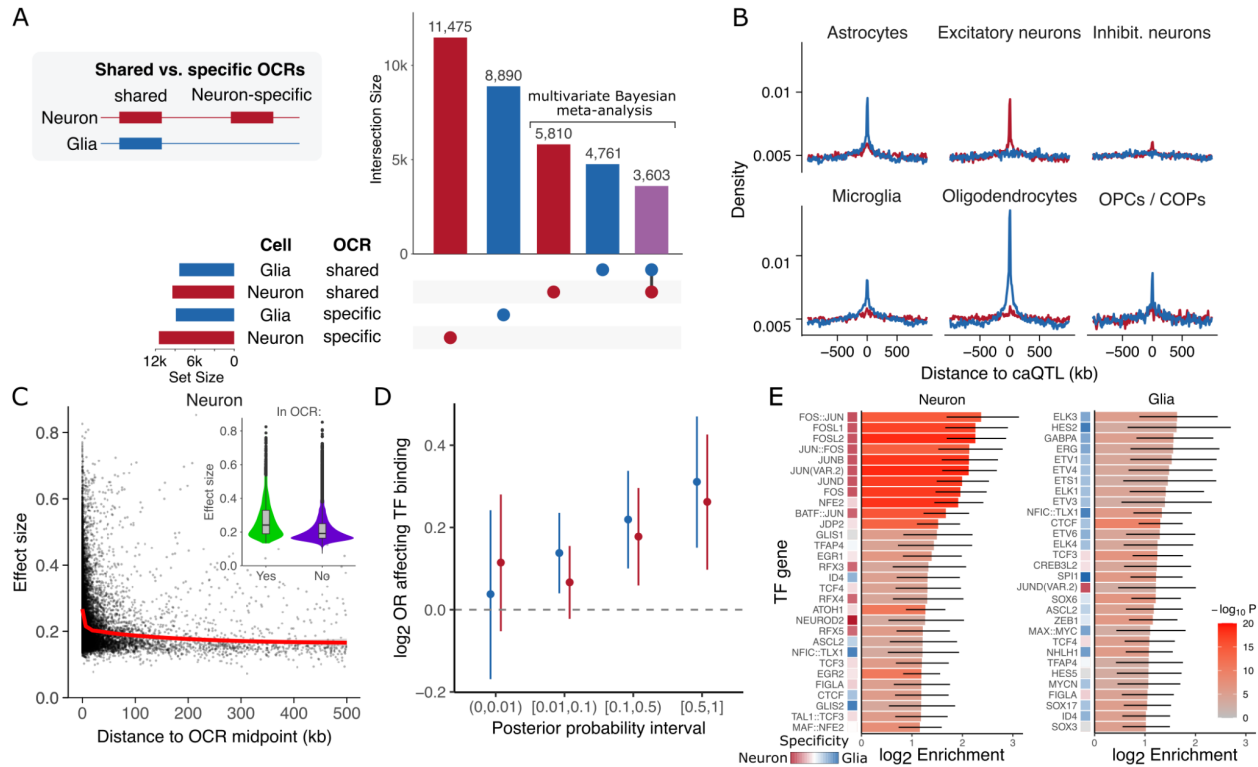 A
Shared vs. specific OCRs
shared
Neuron-specific
Neuron
Glia
Cell
OCR
Glia
shared
Neuron
shared
Glia
specific
Neuron
specific
12k
6k
0
Set Size
Intersection Size
10k
5k
0
11,475
8,890
multivariate Bayesian
meta-analysis
5,810
4,761
3,603
B
Astrocytes
Excitatory neurons
Inhibit. neurons
0.01
0.005
Density
Microglia
Oligodendrocytes
OPCs / COPs
0.01
0.005
−500
0
500
−500
0
500
−500
0
500
Distance to caQTL (kb)
C
Neuron
Effect size
0.8
0.6
0.4
0.2
0.0
0
100
200
300
400
500
Distance to OCR midpoint (kb)
In OCR:
Effect size
0.8
0.6
0.4
0.2
0.0
Yes
No
D
log2 OR affecting TF binding
0.4
0.2
0.0
−0.2
(0,0.01)
[0.01,0.1)
[0.1,0.5)
[0.5,1]
Posterior probability interval
E
TF gene
Neuron
FOS::JUN
FOSL1
FOSL2
JUN::FOS
JUNB
JUN(VAR.2)
JUND
FOS
NFE2
BATF::JUN
JDP2
GLIS1
TFAP4
EGR1
RFX3
ID4
TCF4
RFX4
ATOH1
NEUROD2
RFX5
ASCL2
NFIC::TLX1
TCF3
EGR2
FIGLA
CTCF
GLIS2
TAL1::TCF3
MAF::NFE2
0
1
2
3
log2 Enrichment
Glia
ELK3
HES2
GABPA
ERG
ETV1
ETV4
ETS1
ELK1
ETV3
NFIC::TLX1
CTCF
ETV6
ELK4
TCF3
CREB3L2
SPI1
JUND(VAR.2)
SOX6
ASCL2
ZEB1
MAX::MYC
TCF4
NHLH1
TFAP4
HES5
MYCN
FIGLA
SOX17
ID4
SOX3
0
1
2
3
log2 Enrichment
Specificity
Neuron
Glia
−log10 P
20
15
10
5
0